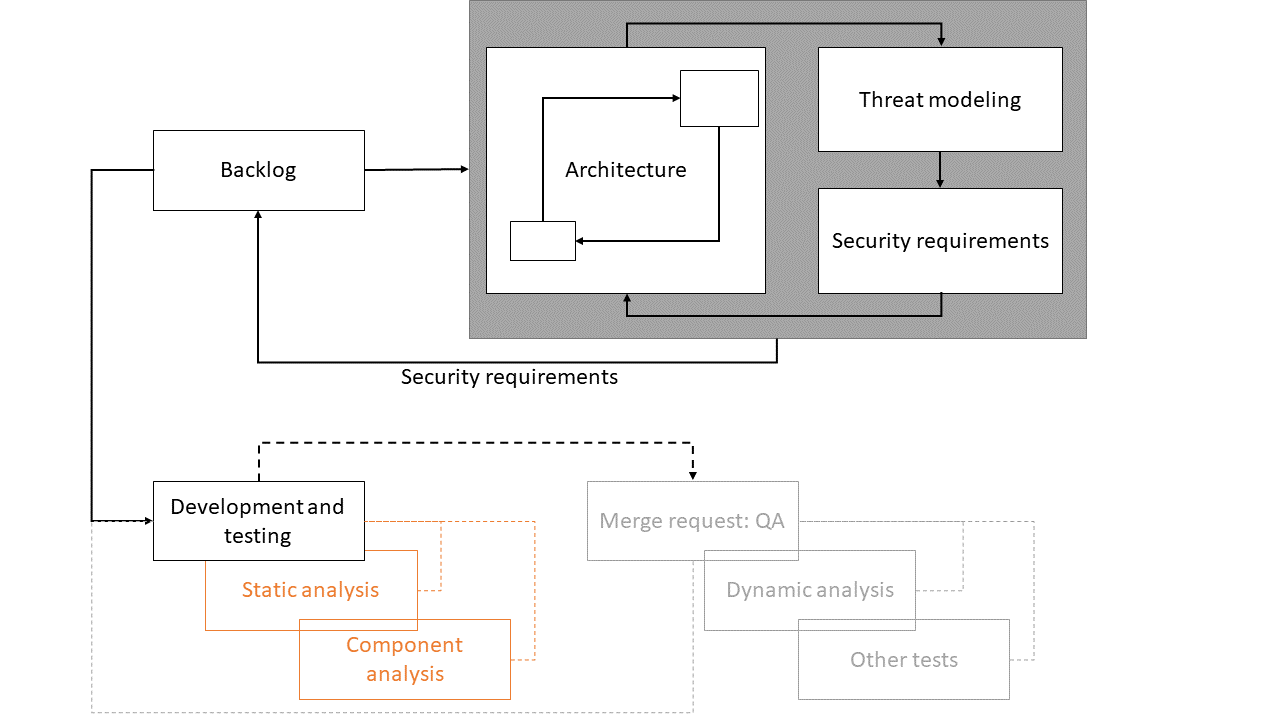 Threat modeling
Backlog
Architecture
Security requirements
Security requirements
Development and
testing
Merge request: QA
Static analysis
Dynamic analysis
Component
analysis
Other tests